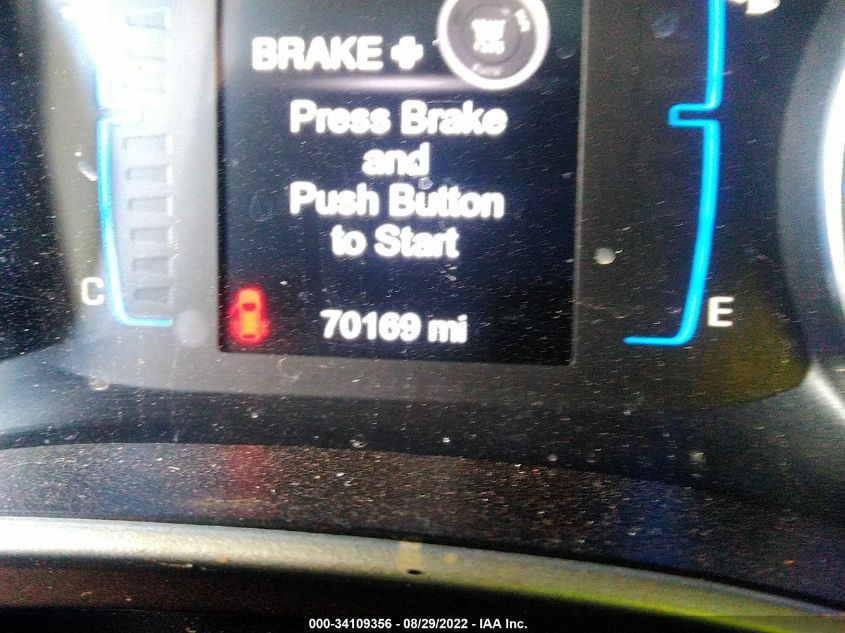 BRAKE +
Press Brake
and
Push Button
to Start
C
E
70169 mi
000-34109356 - 08/29/2022 - IAA Inc.